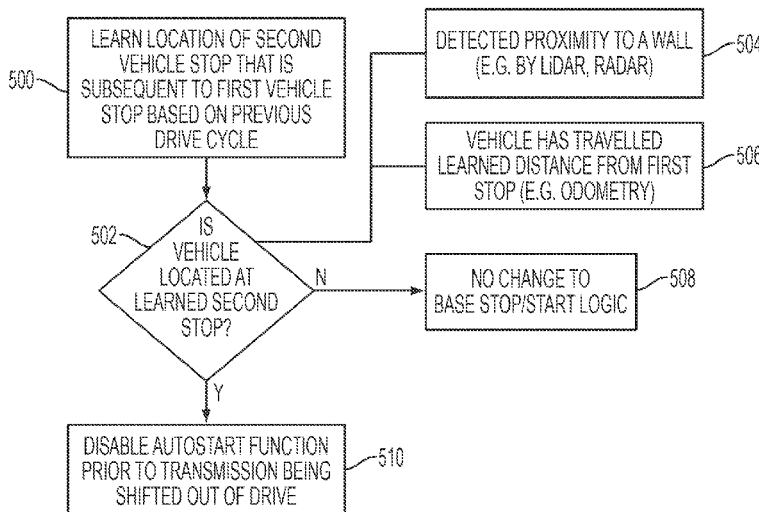 500
LEARN LOCATION OF SECOND
VEHICLE STOP THAT IS
SUBSEQUENT TO FIRST VEHICLE
STOP BASED ON PREVIOUS
DRIVE CYCLE
DETECTED PROXIMITY TO A WALL
(E.G. BY LiDAR, RADAR)
504
VEHICLE HAS TRAVELLED
LEARNED DISTANCE FROM FIRST
STOP (E.G. ODOMETRY)
506
502
IS
VEHICLE
LOCATED AT
LEARNED SECOND
STOP?
N
NO CHANGE TO
BASE STOP/START LOGIC
508
Y
DISABLE AUTOSTART FUNCTION
PRIOR TO TRANSMISSION BEING
SHIFTED OUT OF DRIVE
510